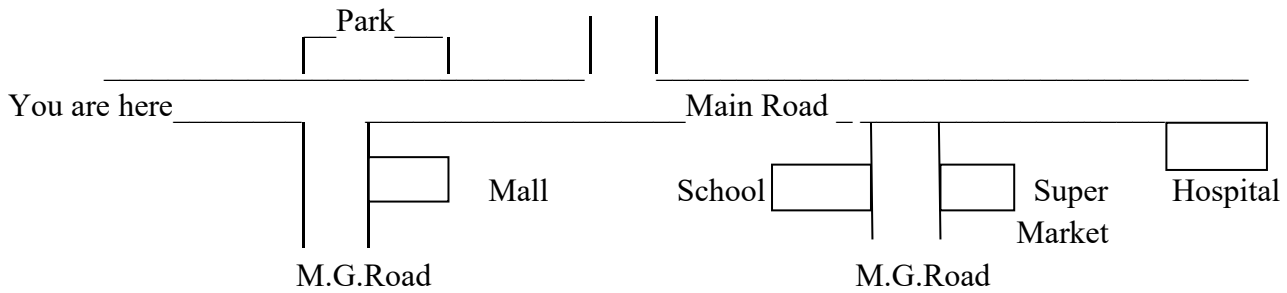 Park
You are here Main Road
Mall School Super Hospital
Market
M.G.Road M.G.Road